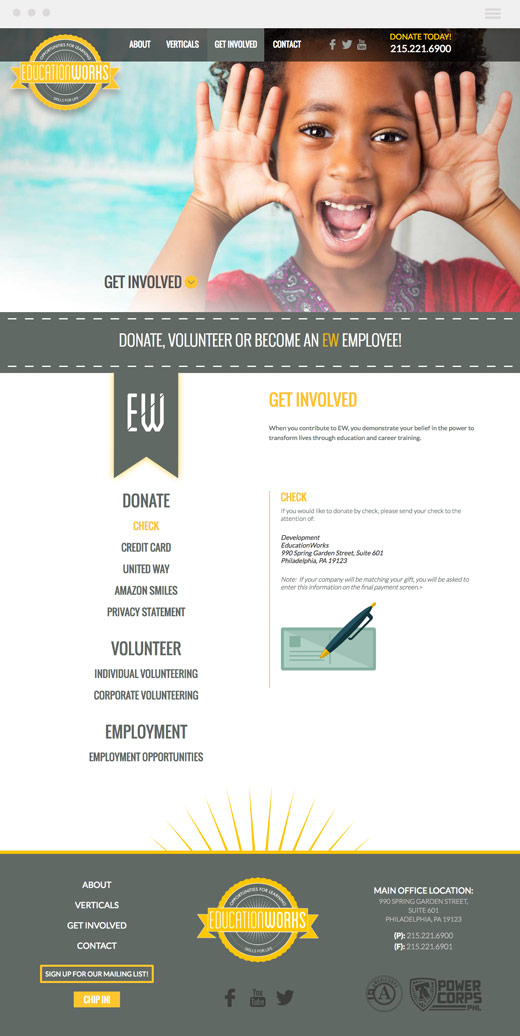 ABOUT
VERTICALS
GET INVOLVED
CONTACT
You Tube
DONATE TODAY!
215.221.6900
OPPORTUNITIES FOR LEARNING
EDUCATIONWORKS
SKILLS FOR LIFE
GET INVOLVED
DONATE, VOLUNTEER OR BECOME AN EW EMPLOYEE!
EW
GET INVOLVED
When you contribute to EW, you demonstrate your belief in the power to
transform lives through education and career training.
DONATE
CHECK
CREDIT CARD
UNITED WAY
AMAZON SMILES
PRIVACY STATEMENT
VOLUNTEER
INDIVIDUAL VOLUNTEERING
CORPORATE VOLUNTEERING
EMPLOYMENT
EMPLOYMENT OPPORTUNITIES
CHECK
If you would like to donate by check, please send your check to the
attention of:
Development
EducationWorks
990 Spring Garden Street, Suite 601
Philadelphia, PA 19123
Note: If your company will be matching your gift, you will be asked to
enter this information on the final payment screen.>
ABOUT
VERTICALS
GET INVOLVED
CONTACT
SIGN UP FOR OUR MAILING LIST!
CHIP IN!
OPPORTUNITIES FOR LEARNING
EDUCATIONWORKS
SKILLS FOR LIFE
You Tube
MAIN OFFICE LOCATION:
990 SPRING GARDEN STREET,
SUITE 601
PHILADELPHIA, PA 19123
(P): 215.221.6900
(F): 215.221.6901
POWER
CORPS
PHL